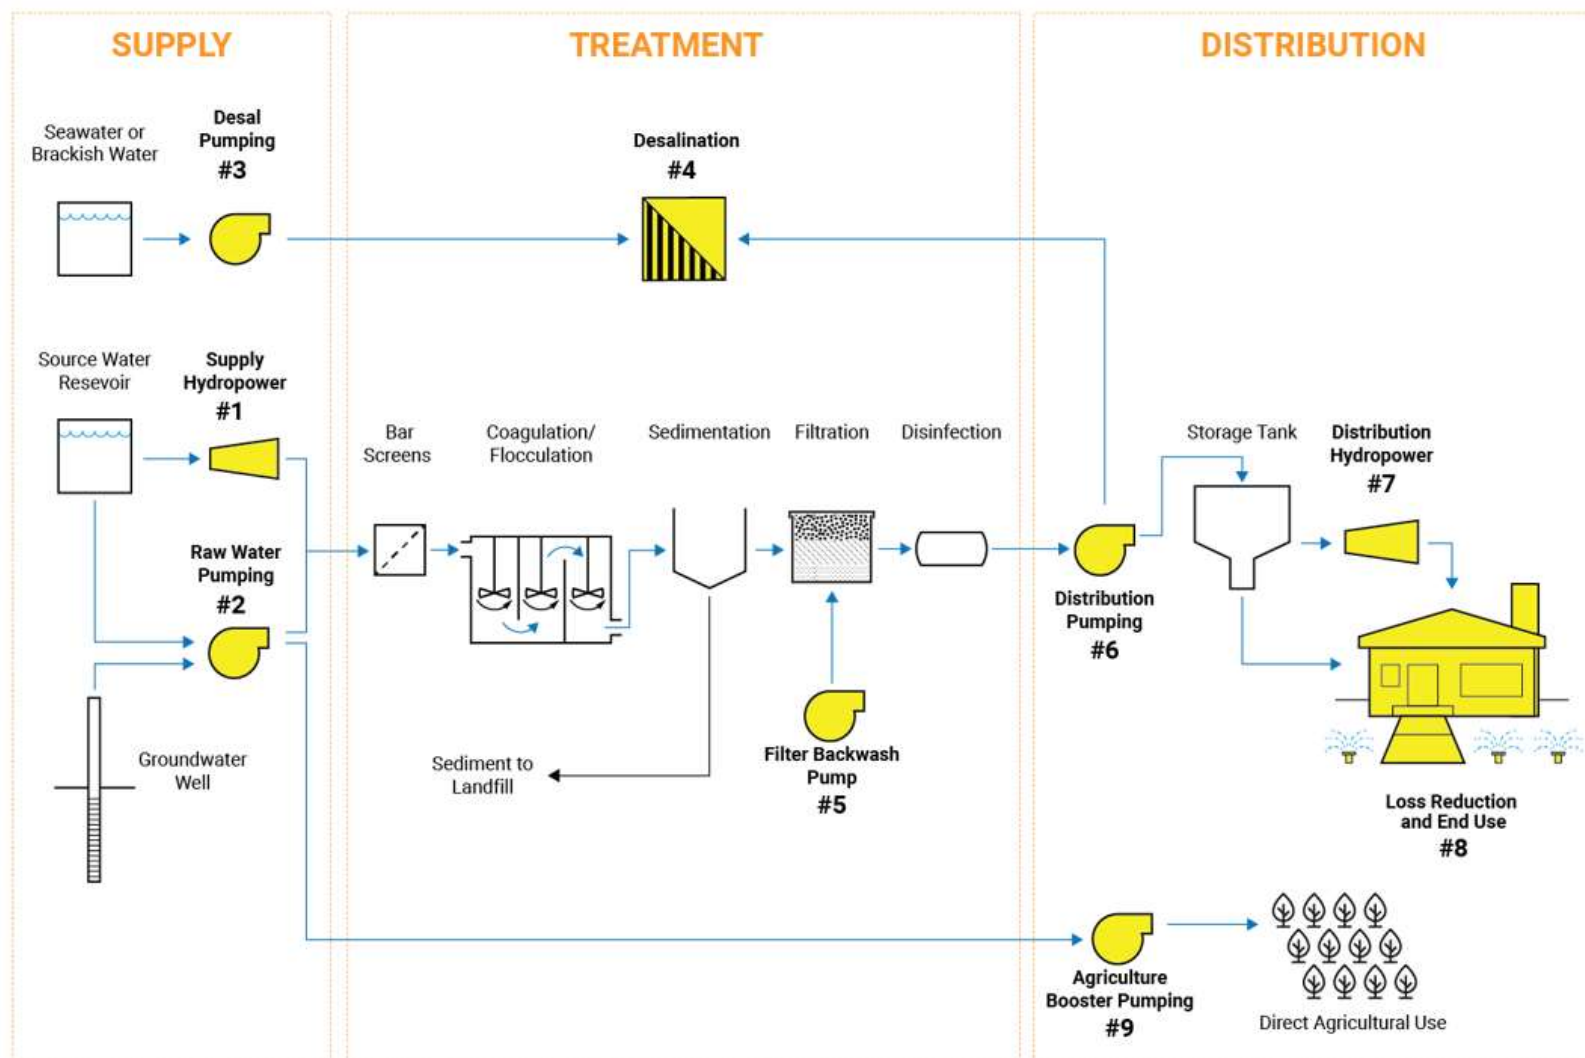 SUPPLY
TREATMENT
DISTRIBUTION
Seawater or
Brackish Water
Desal
Pumping
#3
Desalination
#4
Source Water
Resevoir
Supply
Hydropower
#1
Raw Water
Pumping
#2
Groundwater
Well
Bar
Screens
Coagulation/
Flocculation
Sedimentation
Filtration
Disinfection
Sediment to
Landfill
Filter Backwash
Pump
#5
Distribution
Pumping
#6
Storage Tank
Distribution
Hydropower
#7
Loss Reduction
and End Use
#8
Agriculture
Booster Pumping
#9
Direct Agricultural Use